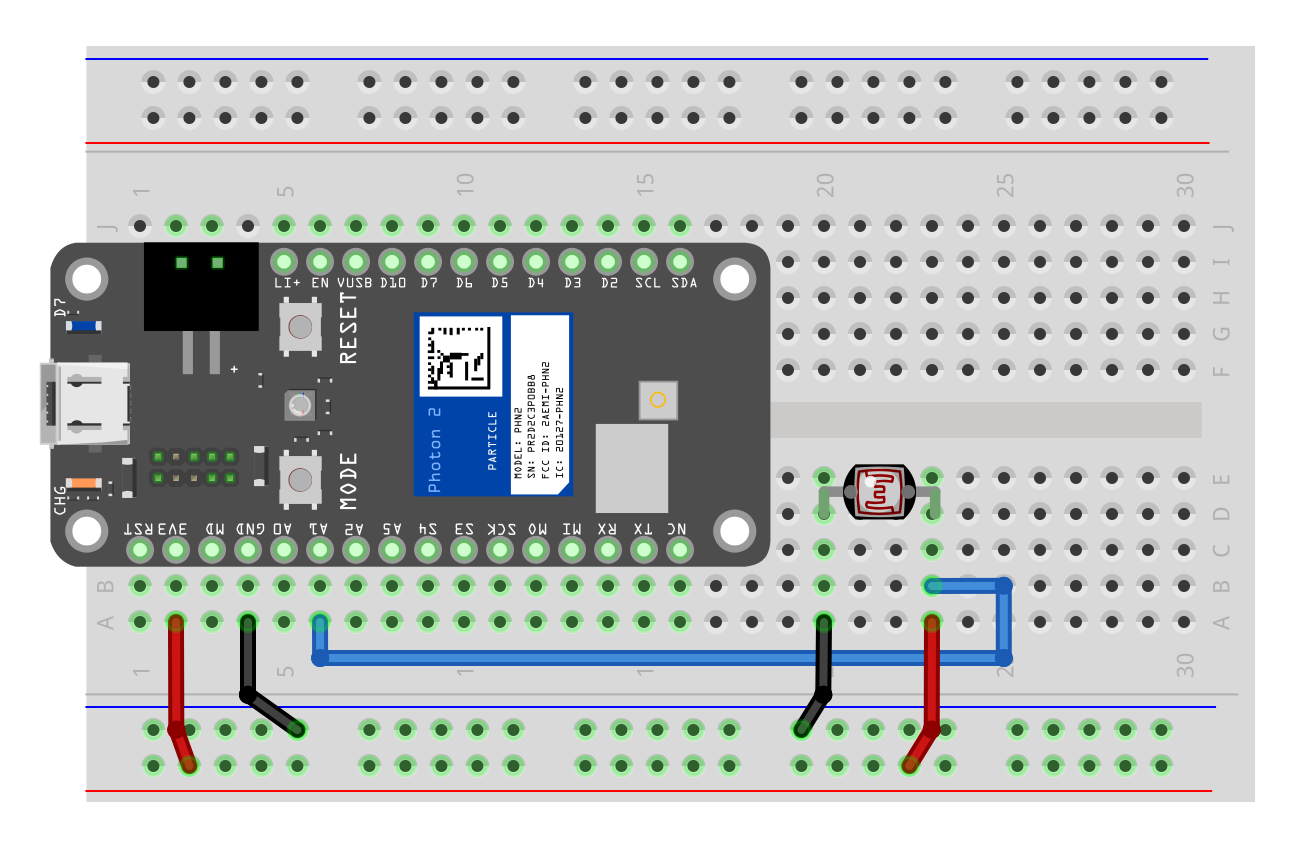 1 5 10 15 20 25 30
J J
I
H
G
F
LI+ EN VUSB D10 D7 D6 D5 D4 D3 D2 SCL SDA
D7
RESET
+
Photon 2
PARTICLE
MODEL: PHN2
SN: PR2D2C3POBB8
FCC ID: 2AEMI-PHN2
IC: 20127-PHN2
MODE
CHG
E
D
C
RST 3V3 MD GND A0 A1 A2 A5 S4 S3 SCK MO MI RX TX NC
B B
A A
1 5 1 1 2 30